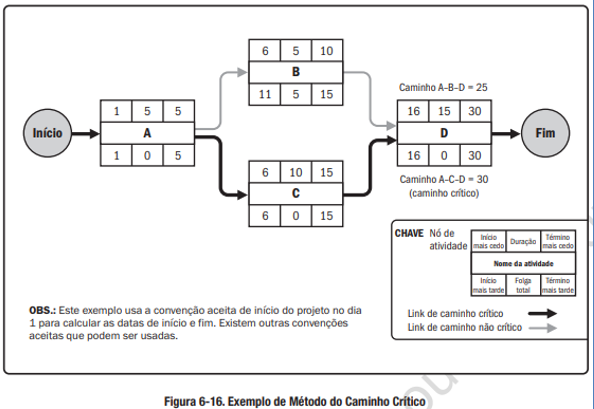 6 5 10
B
11 5 15
Caminho A-B-D = 25
Início
1 5 5
A
1 0 5
16 15 30
D
16 0 30
Fim
6 10 15
C
6 0 15
Caminho A-C-D = 30
(caminho crítico)
CHAVE Nó de
atividade
Início
mais cedo
Duração
Término
mais cedo
Nome da atividade
Início
mais tarde
Folga
total
Término
mais tarde
Link de caminho crítico
Link de caminho não crítico
OBS.: Este exemplo usa a convenção aceita de início do projeto no dia
1 para calcular as datas de início e fim. Existem outras convenções
aceitas que podem ser usadas.
Figura 6-16. Exemplo de Método do Caminho Crítico